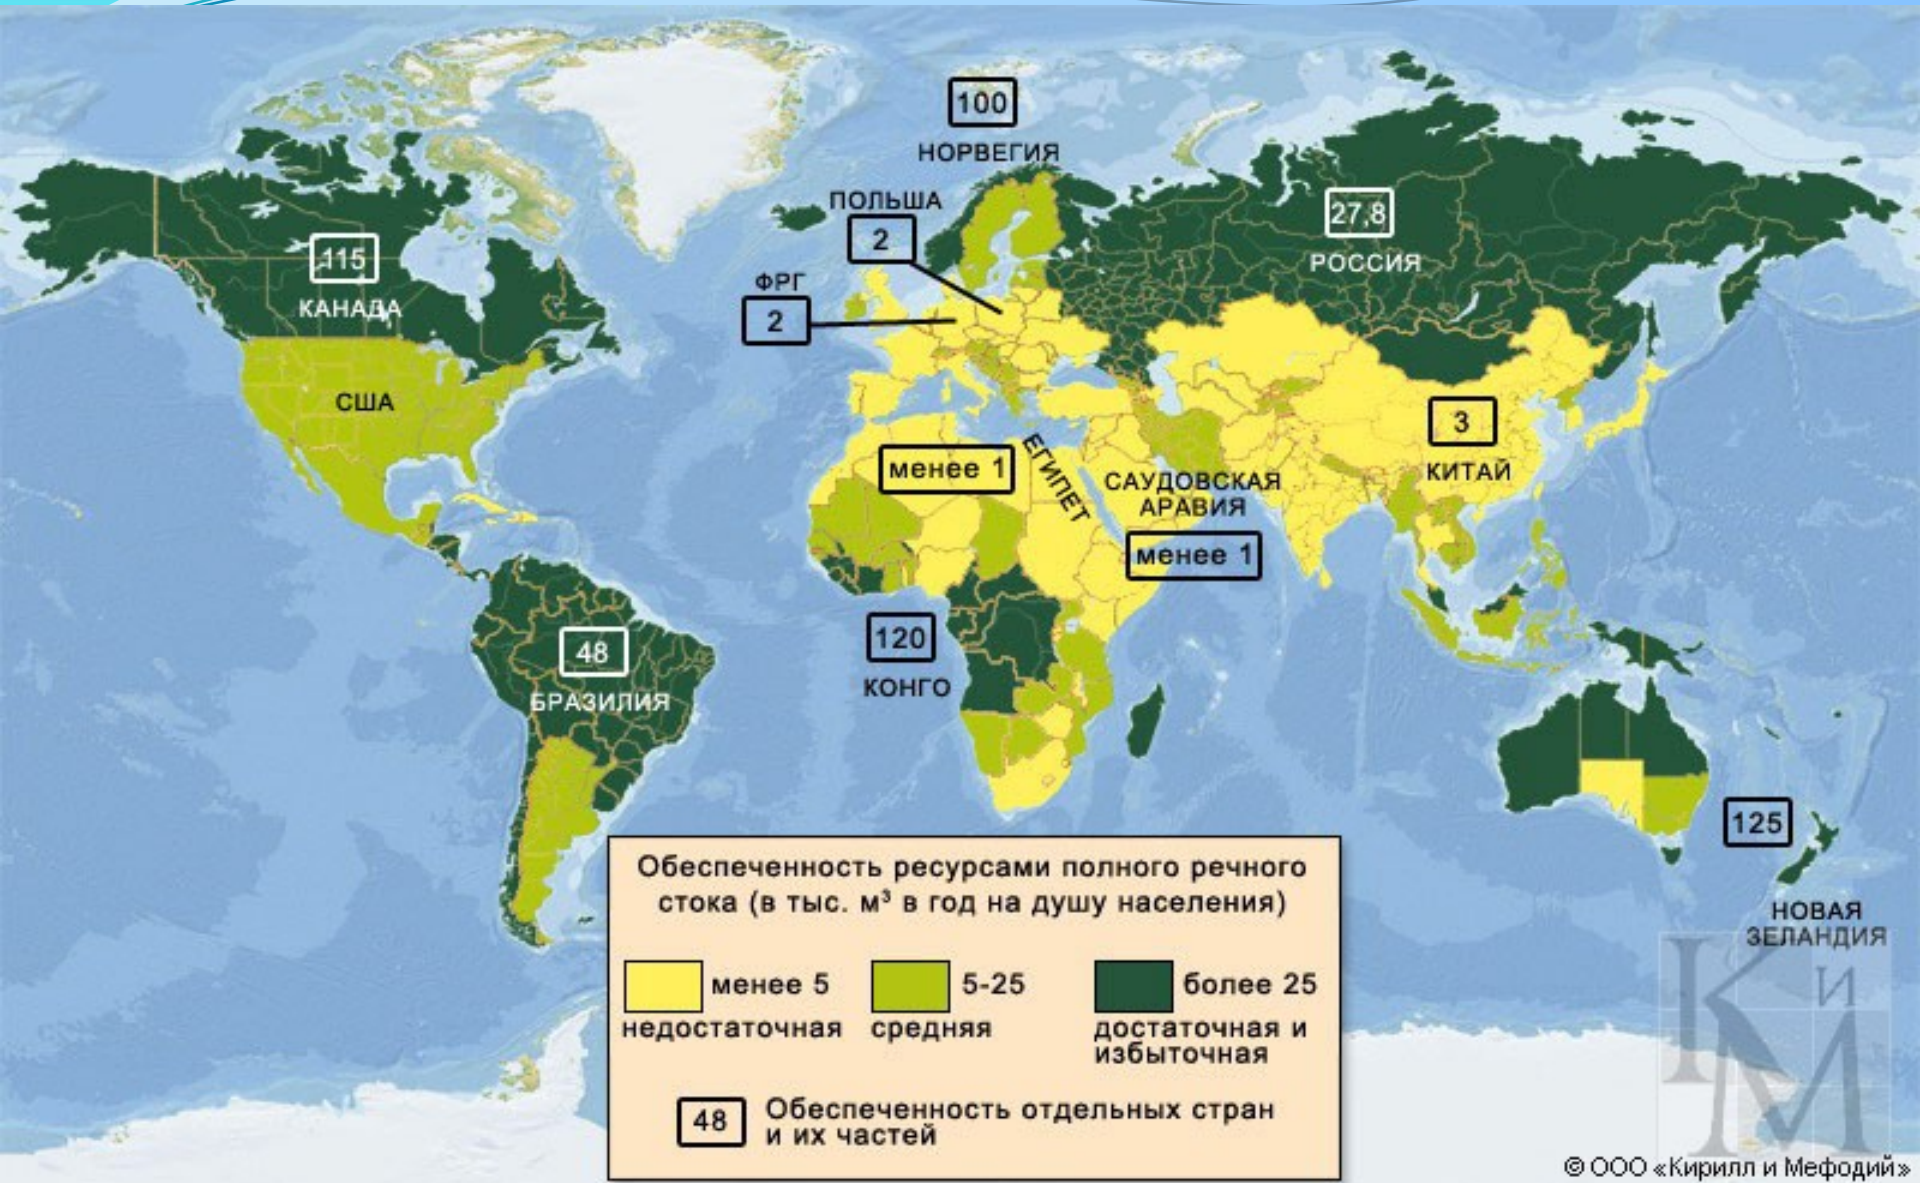 100
НОРВЕГИЯ
ПОЛЬША
2
ФРГ
2
27,8
РОССИЯ
115
КАНАДА
США
3
КИТАЙ
менее 1
ЕГИПЕТ
САУДОВСКАЯ
АРАВИЯ
менее 1
120
КОНГО
48
БРАЗИЛИЯ
125
НОВАЯ
ЗЕЛАНДИЯ
Обеспеченность ресурсами полного речного
стока (в тыс. м³ в год на душу населения)
менее 5
недостаточная
5-25
средняя
более 25
достаточная и
избыточная
48
Обеспеченность отдельных стран
и их частей
К и М
© ООО «Кирилл и Мефодий»